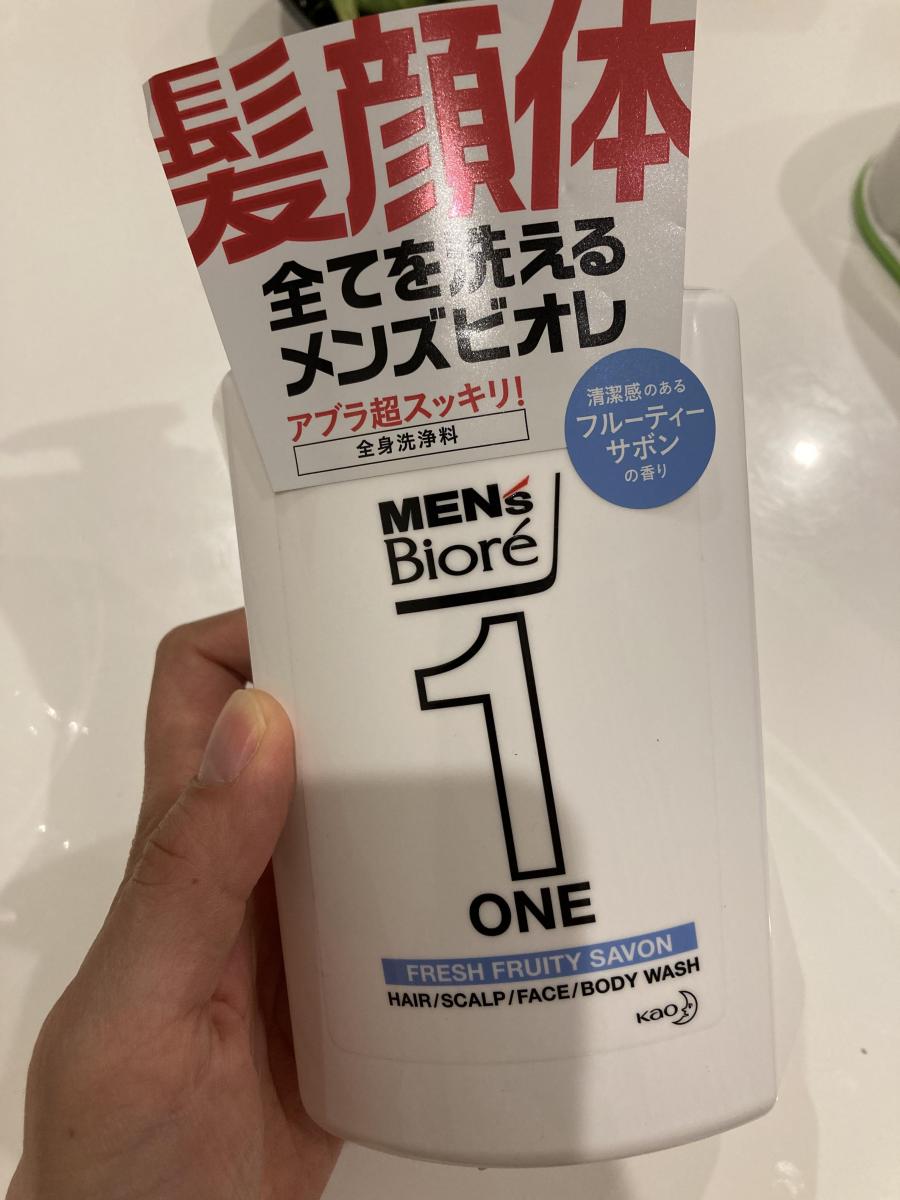 髪顔体
全てを洗える
メンズビオレ
アブラ超スッキリ!
全身洗浄料
清潔感のある
フルーティー
サボン
の香り
MEN's
Bioré
1
ONE
FRESH FRUITY SAVON
HAIR/SCALP/FACE/BODY WASH
Kao